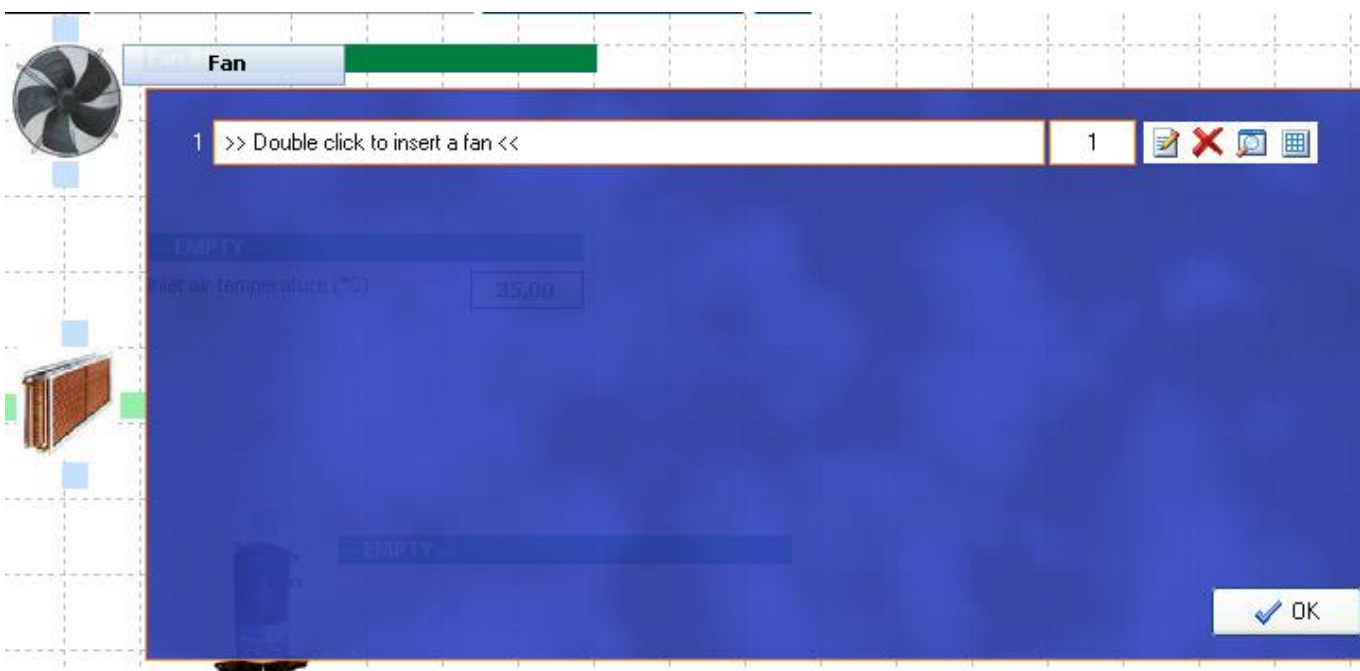 Fan
1 >> Double click to insert a fan << 1
EMPTY
Inlet air temperature (°C) 35,00
EMPTY
OK